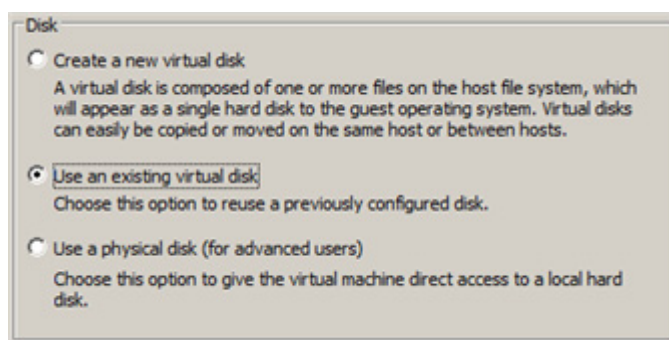 Disk
Create a new virtual disk
A virtual disk is composed of one or more files on the host file system, which
will appear as a single hard disk to the guest operating system. Virtual disks
can easily be copied or moved on the same host or between hosts.
Use an existing virtual disk
Choose this option to reuse a previously configured disk.
Use a physical disk (for advanced users)
Choose this option to give the virtual machine direct access to a local hard
disk.